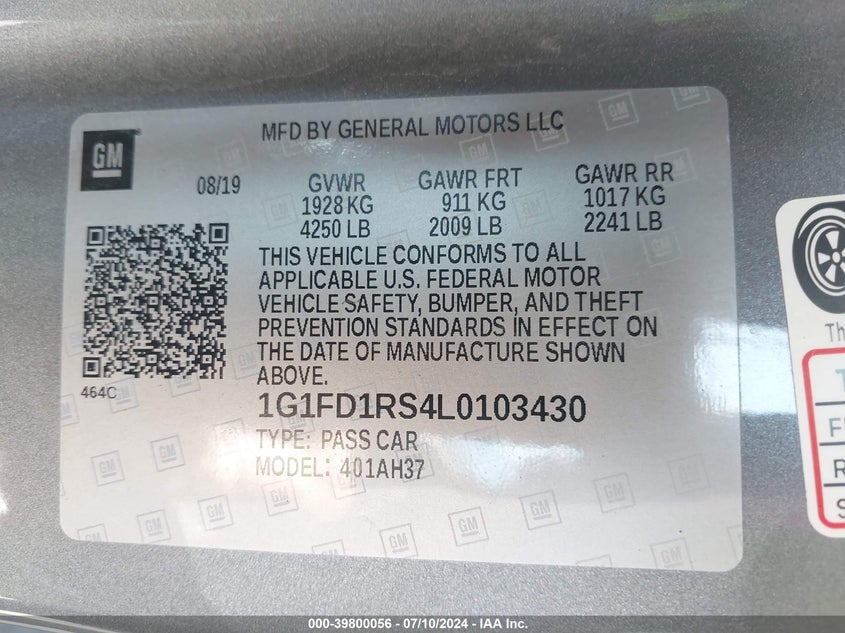 MFD BY GENERAL MOTORS LLC
GM
08/19
GVWR
1928 KG
4250 LB
GAWR FRT
911 KG
2009 LB
GAWR RR
1017 KG
2241 LB
THIS VEHICLE CONFORMS TO ALL
APPLICABLE U.S. FEDERAL MOTOR
VEHICLE SAFETY, BUMPER, AND THEFT
PREVENTION STANDARDS IN EFFECT ON
THE DATE OF MANUFACTURE SHOWN
ABOVE.
464C
1G1FD1RS4L0103430
TYPE: PASS CAR
MODEL: 401AH37
Th
T
F
R
S
000-39800056 - 07/10/2024 - IAA Inc.